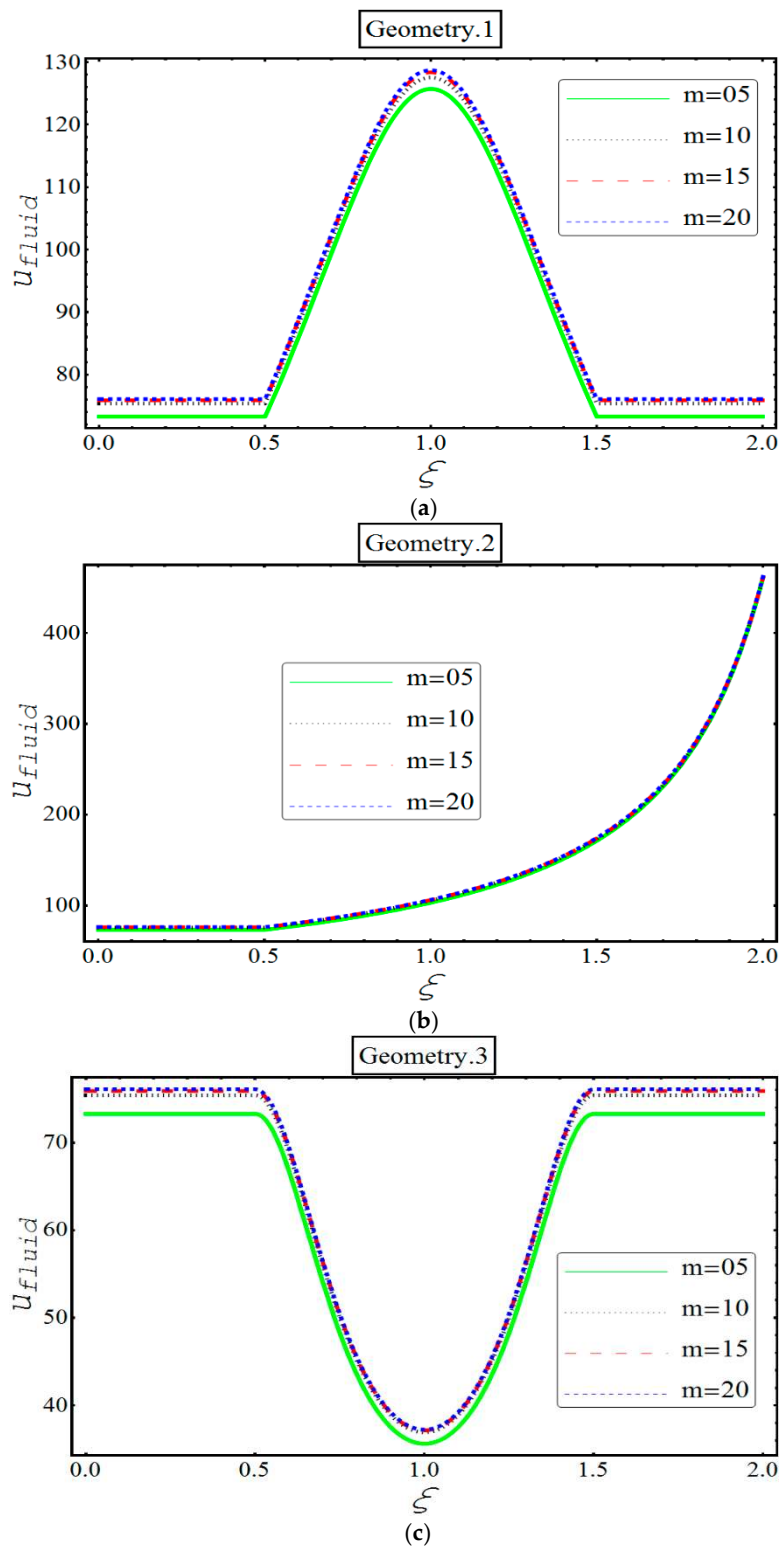 Geometry.1
130
120
110
100
90
80
u_fluid
m=05
m=10
m=15
m=20
0.0 0.5 1.0 1.5 2.0
ξ
(a)
Geometry.2
400
300
200
100
u_fluid
m=05
m=10
m=15
m=20
0.0 0.5 1.0 1.5 2.0
ξ
(b)
Geometry.3
70
60
50
40
u_fluid
m=05
m=10
m=15
m=20
0.0 0.5 1.0 1.5 2.0
ξ
(c)